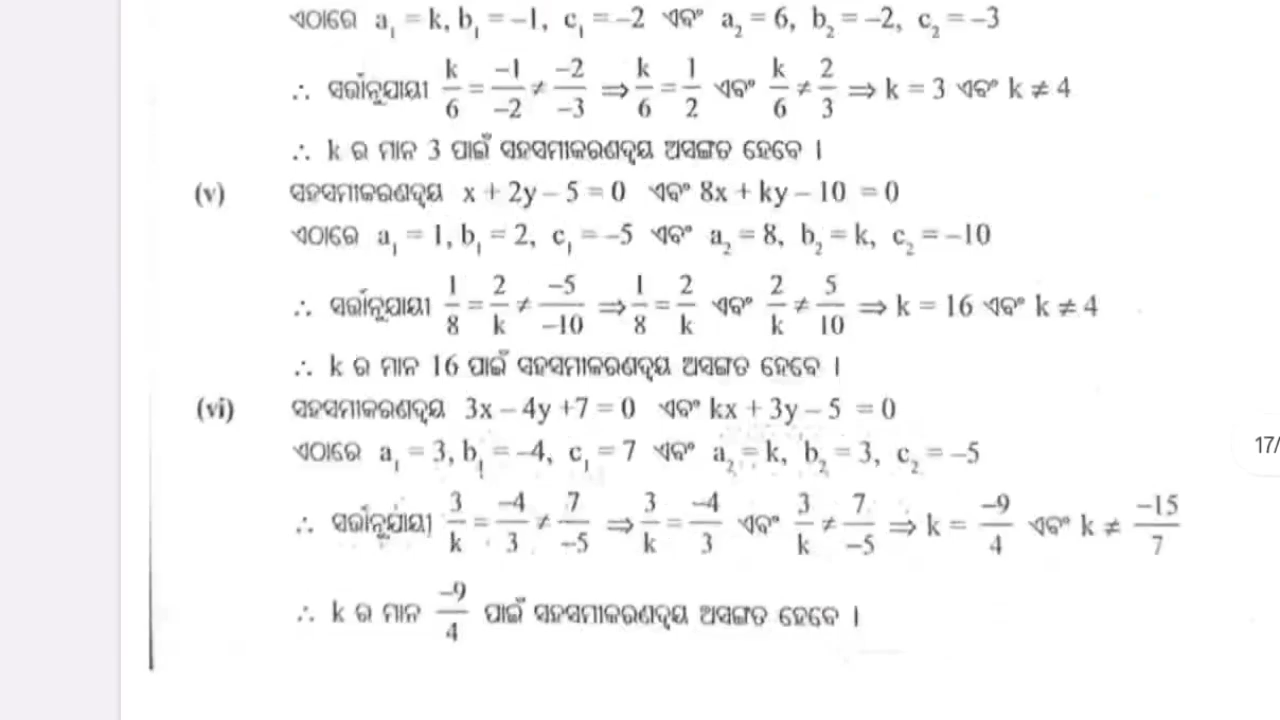 ଏଠାରେ a₁ = k, b₁ = –1, c₁ = –2 ଏବଂ a₂ = 6, b₂ = –2, c₂ = –3
∴ ସର୍ତ୍ତାନୁଯାୟୀ k/6 = –1/–2 ≠ –2/–3 ⇒ k/6 = 1/2 ଏବଂ k/6 ≠ 2/3 ⇒ k = 3 ଏବଂ k ≠ 4
∴ k ର ମାନ 3 ପାଇଁ ସହସମୀକରଣଦ୍ୱୟ ଅସଙ୍ଗତ ହେବେ ।
(v) ସହସମୀକରଣଦ୍ୱୟ x + 2y – 5 = 0 ଏବଂ 8x + ky – 10 = 0
ଏଠାରେ a₁ = 1, b₁ = 2, c₁ = –5 ଏବଂ a₂ = 8, b₂ = k, c₂ = –10
∴ ସର୍ତ୍ତାନୁଯାୟୀ 1/8 = 2/k ≠ –5/–10 ⇒ 1/8 = 2/k ଏବଂ 2/k ≠ 5/10 ⇒ k = 16 ଏବଂ k ≠ 4
∴ k ର ମାନ 16 ପାଇଁ ସହସମୀକରଣଦ୍ୱୟ ଅସଙ୍ଗତ ହେବେ ।
(vi) ସହସମୀକରଣଦ୍ୱୟ 3x – 4y +7 = 0 ଏବଂ kx + 3y – 5 = 0
ଏଠାରେ a₁ = 3, b₁ = –4, c₁ = 7 ଏବଂ a₂ = k, b₂ = 3, c₂ = –5
∴ ସର୍ତ୍ତାନୁଯାୟୀ 3/k = –4/3 ≠ 7/–5 ⇒ 3/k = –4/3 ଏବଂ 3/k ≠ 7/–5 ⇒ k = –9/4 ଏବଂ k ≠ –15/7
∴ k ର ମାନ –9/4 ପାଇଁ ସହସମୀକରଣଦ୍ୱୟ ଅସଙ୍ଗତ ହେବେ ।
17/